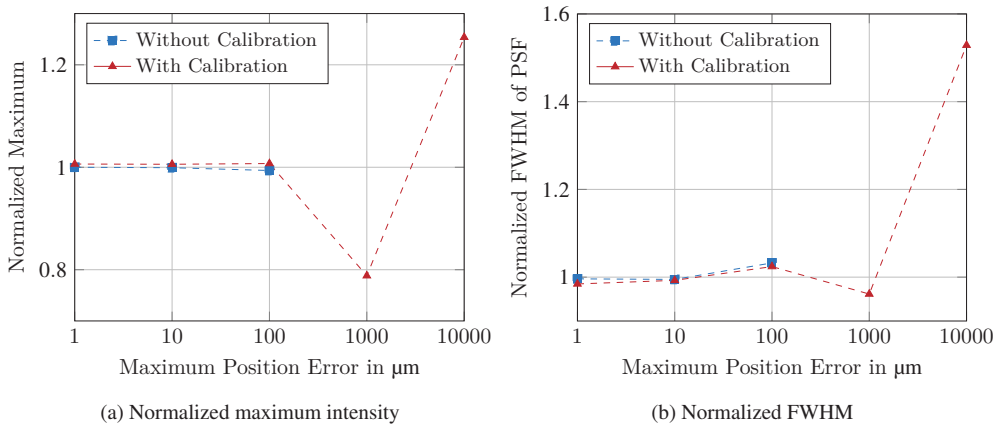 Without Calibration
With Calibration
1.2
1
0.8
Normalized Maximum
1
10
100
1000
10000
Maximum Position Error in µm
(a) Normalized maximum intensity
Without Calibration
With Calibration
1.6
1.4
1.2
1
Normalized FWHM of PSF
1
10
100
1000
10000
Maximum Position Error in µm
(b) Normalized FWHM